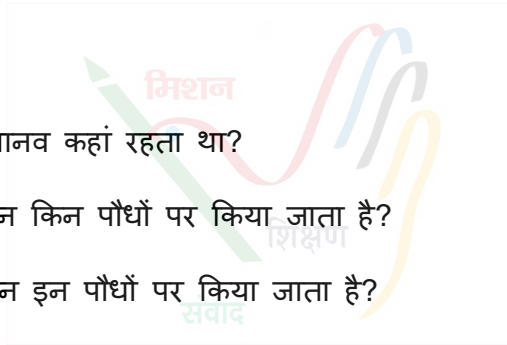 मिशन
मानव कहां रहता था?
न किन पौधों पर किया जाता है?
शिक्षण
न इन पौधों पर किया जाता है?
संवाद